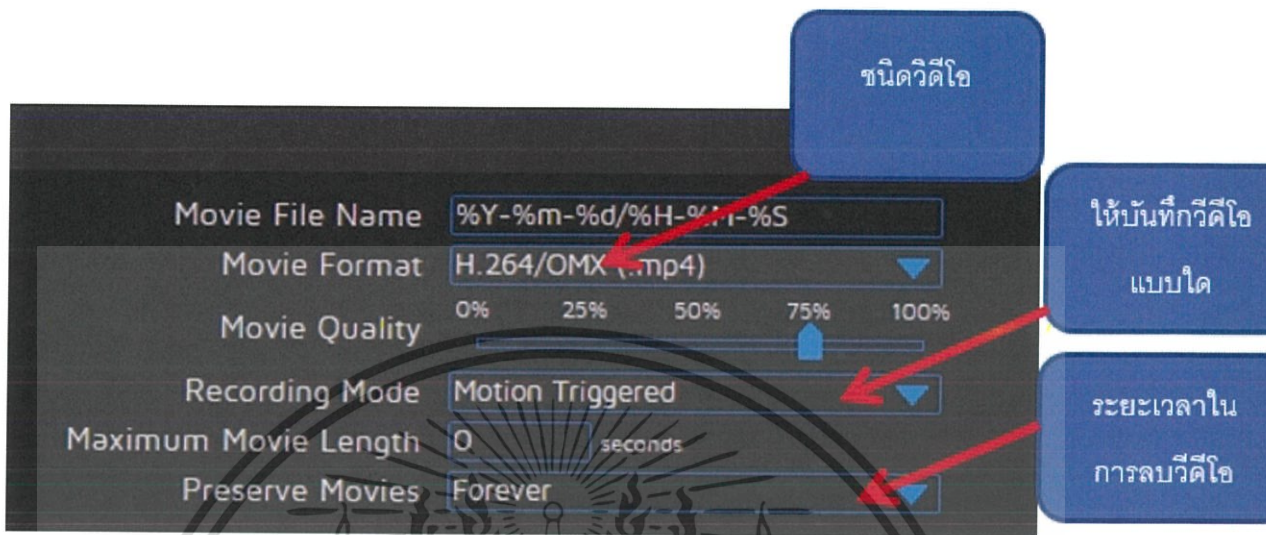 ชนิดวิดีโอ
Movie File Name %Y-%m-%d/%H-%M-%S
Movie Format H.264/OMX (.mp4)
Movie Quality 0% 25% 50% 75% 100%
Recording Mode Motion Triggered
Maximum Movie Length 0 seconds
Preserve Movies Forever
ให้บันทึกวีดีโอ
แบบใด
ระยะเวลาใน
การลบวีดีโอ